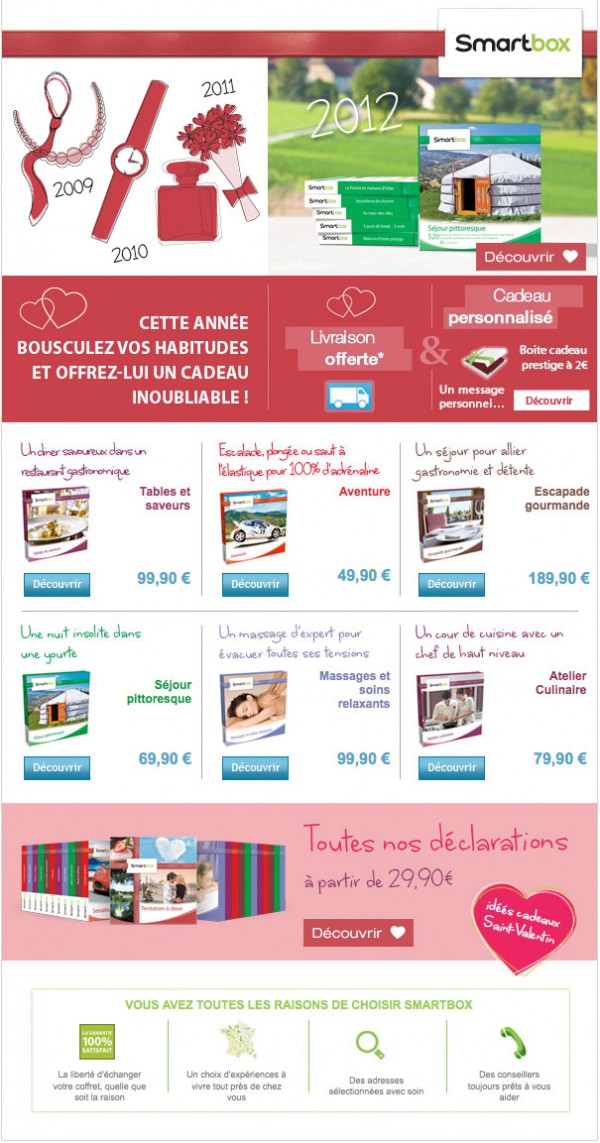 Smartbox
2009
2010
2011
2012
Smartbox
Séjour pittoresque
Découvrir
CETTE ANNÉE
BOUSCULEZ VOS HABITUDES
ET OFFREZ-LUI UN CADEAU
INOUBLIABLE !
Livraison
offerte*
&
Cadeau
personnalisé
Boite cadeau
prestige à 2€
Un message
personnel...
Découvrir
Un dîner savoureux dans un
restaurant gastronomique
Tables et
saveurs
Découvrir
99,90 €
Escalade, plongée ou saut à
l'élastique pour 100% d'adrénaline
Aventure
Découvrir
49,90 €
Un séjour pour allier
gastronomie et détente
Escapade
gourmande
Découvrir
189,90 €
Une nuit insolite dans
une yourte
Séjour
pittoresque
Découvrir
69,90 €
Un massage d'expert pour
évacuer toutes ses tensions
Massages et
soins
relaxants
Découvrir
99,90 €
Un cour de cuisine avec un
chef de haut niveau
Atelier
Culinaire
Découvrir
79,90 €
Smartbox
Tentation à deux
Toutes nos déclarations
à partir de 29,90€
Découvrir
idéés cadeaux
Saint-Valentin
VOUS AVEZ TOUTES LES RAISONS DE CHOISIR SMARTBOX
LA GARANTIE
100%
SATISFAIT
La liberté d'échanger
votre coffret, quelle que
soit la raison
Un choix d'expériences à
vivre tout près de chez
vous
Des adresses
sélectionnées avec soin
Des conseillers
toujours prêts à vous
aider